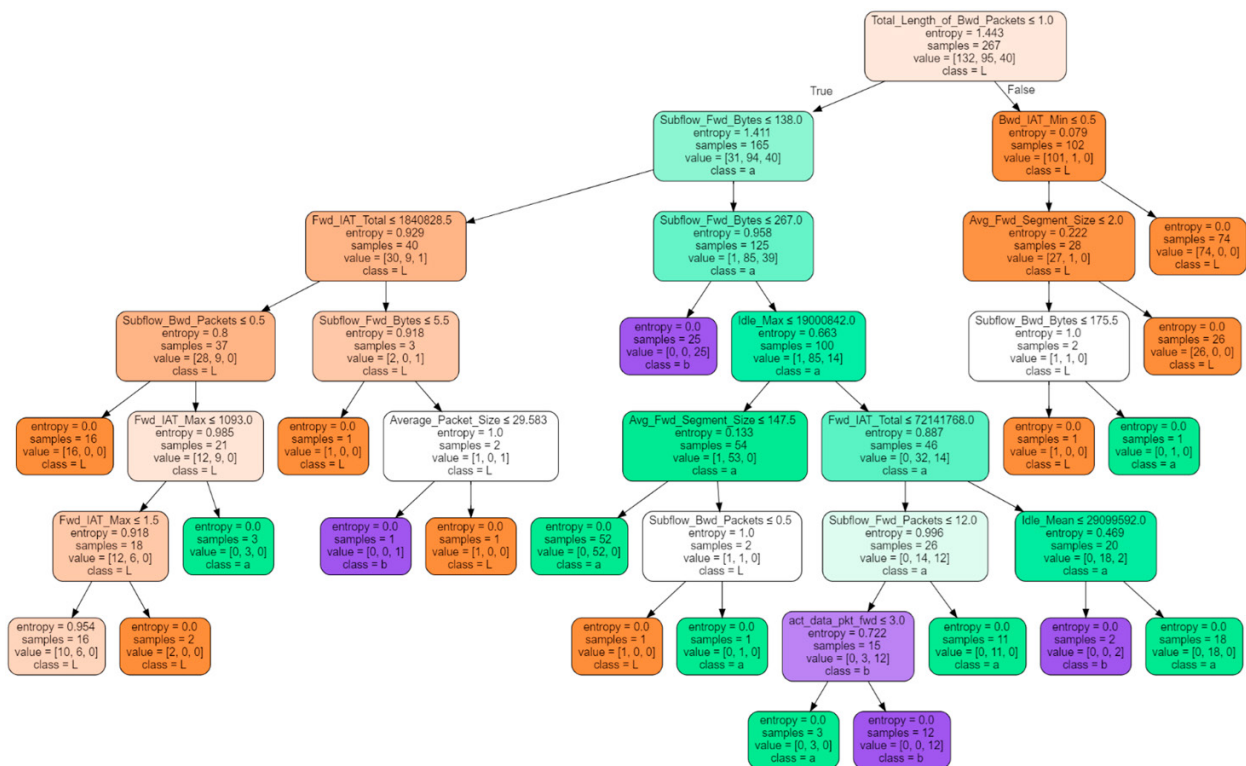 Total_Length_of_Bwd_Packets ≤ 1.0
entropy = 1.443
samples = 267
value = [132, 95, 40]
class = L
True
False
Subflow_Fwd_Bytes ≤ 138.0
entropy = 1.411
samples = 165
value = [31, 94, 40]
class = a
Bwd_IAT_Min ≤ 0.5
entropy = 0.079
samples = 102
value = [101, 1, 0]
class = L
Fwd_IAT_Total ≤ 1840828.5
entropy = 0.929
samples = 40
value = [30, 9, 1]
class = L
Subflow_Fwd_Bytes ≤ 267.0
entropy = 0.958
samples = 125
value = [1, 85, 39]
class = a
Avg_Fwd_Segment_Size ≤ 2.0
entropy = 0.222
samples = 28
value = [27, 1, 0]
class = L
entropy = 0.0
samples = 74
value = [74, 0, 0]
class = L
Subflow_Bwd_Packets ≤ 0.5
entropy = 0.8
samples = 37
value = [28, 9, 0]
class = L
Subflow_Fwd_Bytes ≤ 5.5
entropy = 0.918
samples = 3
value = [2, 0, 1]
class = L
entropy = 0.0
samples = 25
value = [0, 0, 25]
class = b
Idle_Max ≤ 19000842.0
entropy = 0.663
samples = 100
value = [1, 85, 14]
class = a
Subflow_Bwd_Bytes ≤ 175.5
entropy = 1.0
samples = 2
value = [1, 1, 0]
class = L
entropy = 0.0
samples = 26
value = [26, 0, 0]
class = L
entropy = 0.0
samples = 16
value = [16, 0, 0]
class = L
Fwd_IAT_Max ≤ 1093.0
entropy = 0.985
samples = 21
value = [12, 9, 0]
class = L
entropy = 0.0
samples = 1
value = [1, 0, 0]
class = L
Average_Packet_Size ≤ 29.583
entropy = 1.0
samples = 2
value = [1, 0, 1]
class = L
Avg_Fwd_Segment_Size ≤ 147.5
entropy = 0.133
samples = 54
value = [1, 53, 0]
class = a
Fwd_IAT_Total ≤ 72141768.0
entropy = 0.887
samples = 46
value = [0, 32, 14]
class = a
entropy = 0.0
samples = 1
value = [1, 0, 0]
class = L
entropy = 0.0
samples = 1
value = [0, 1, 0]
class = a
Fwd_IAT_Max ≤ 1.5
entropy = 0.918
samples = 18
value = [12, 6, 0]
class = L
entropy = 0.0
samples = 3
value = [0, 3, 0]
class = a
entropy = 0.0
samples = 1
value = [0, 0, 1]
class = b
entropy = 0.0
samples = 1
value = [1, 0, 0]
class = L
entropy = 0.0
samples = 52
value = [0, 52, 0]
class = a
Subflow_Bwd_Packets ≤ 0.5
entropy = 1.0
samples = 2
value = [1, 1, 0]
class = L
Subflow_Fwd_Packets ≤ 12.0
entropy = 0.996
samples = 26
value = [0, 14, 12]
class = a
Idle_Mean ≤ 29099592.0
entropy = 0.469
samples = 20
value = [0, 18, 2]
class = a
entropy = 0.954
samples = 16
value = [10, 6, 0]
class = L
entropy = 0.0
samples = 2
value = [2, 0, 0]
class = L
entropy = 0.0
samples = 1
value = [1, 0, 0]
class = L
entropy = 0.0
samples = 1
value = [0, 1, 0]
class = a
act_data_pkt_fwd ≤ 3.0
entropy = 0.722
samples = 15
value = [0, 3, 12]
class = b
entropy = 0.0
samples = 11
value = [0, 11, 0]
class = a
entropy = 0.0
samples = 2
value = [0, 0, 2]
class = b
entropy = 0.0
samples = 18
value = [0, 18, 0]
class = a
entropy = 0.0
samples = 3
value = [0, 3, 0]
class = a
entropy = 0.0
samples = 12
value = [0, 0, 12]
class = b